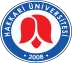 HAKKARİ ÜNİVERSİTESİ
• 2008 •